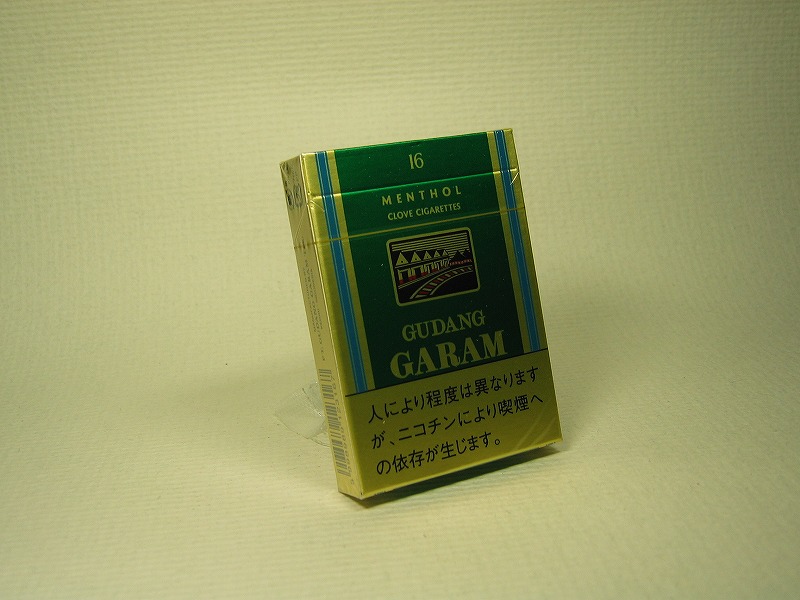 16
MENTHOL
CLOVE CIGARETTES
GUDANG
GARAM
人により程度は異なります
が、ニコチンにより喫煙へ
の依存が生じます。